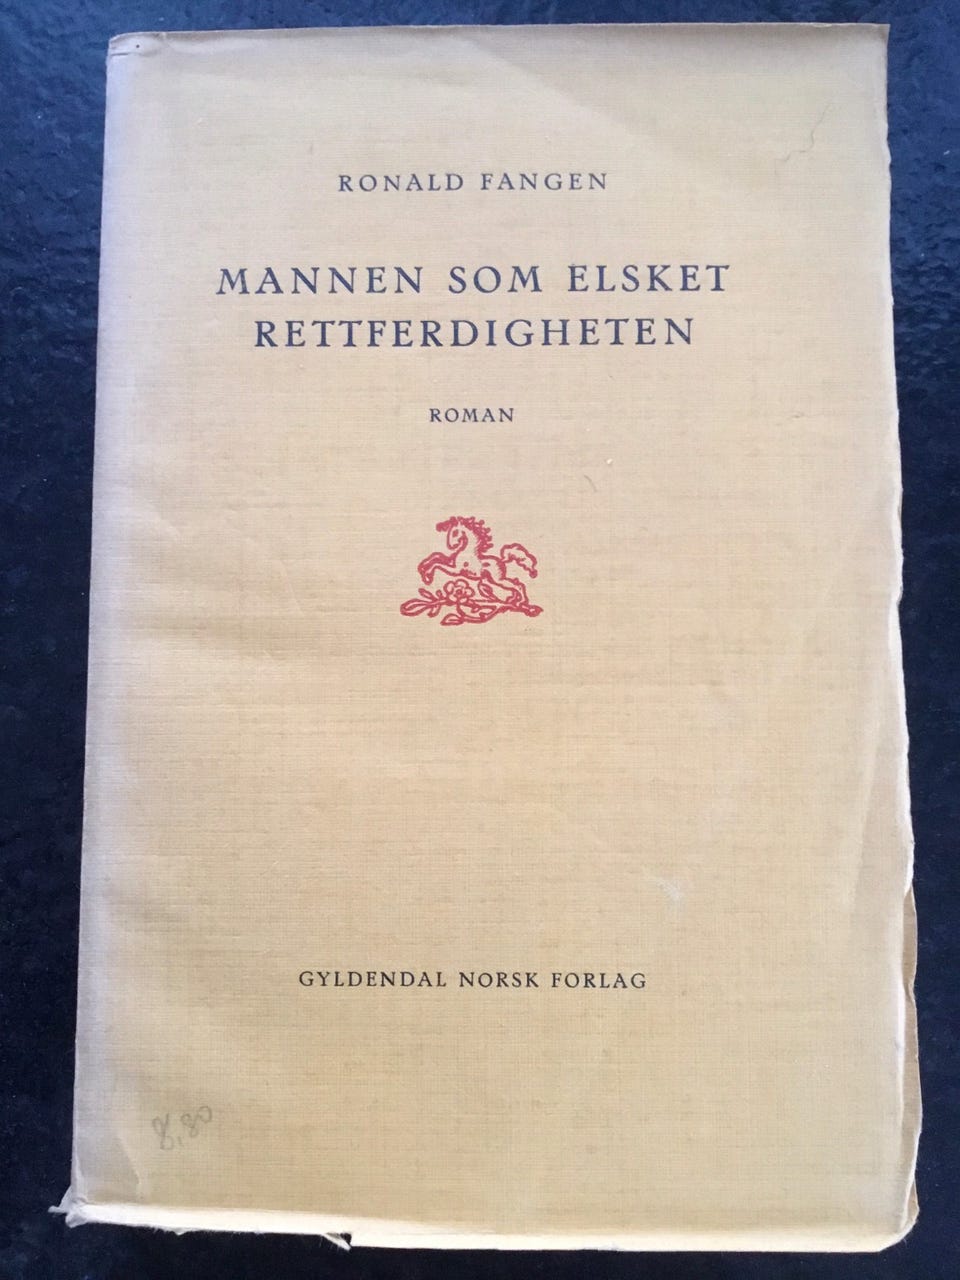 RONALD FANGEN
MANNEN SOM ELSKET
RETTFERDIGHETEN
ROMAN
GYLDENDAL NORSK FORLAG
8,80